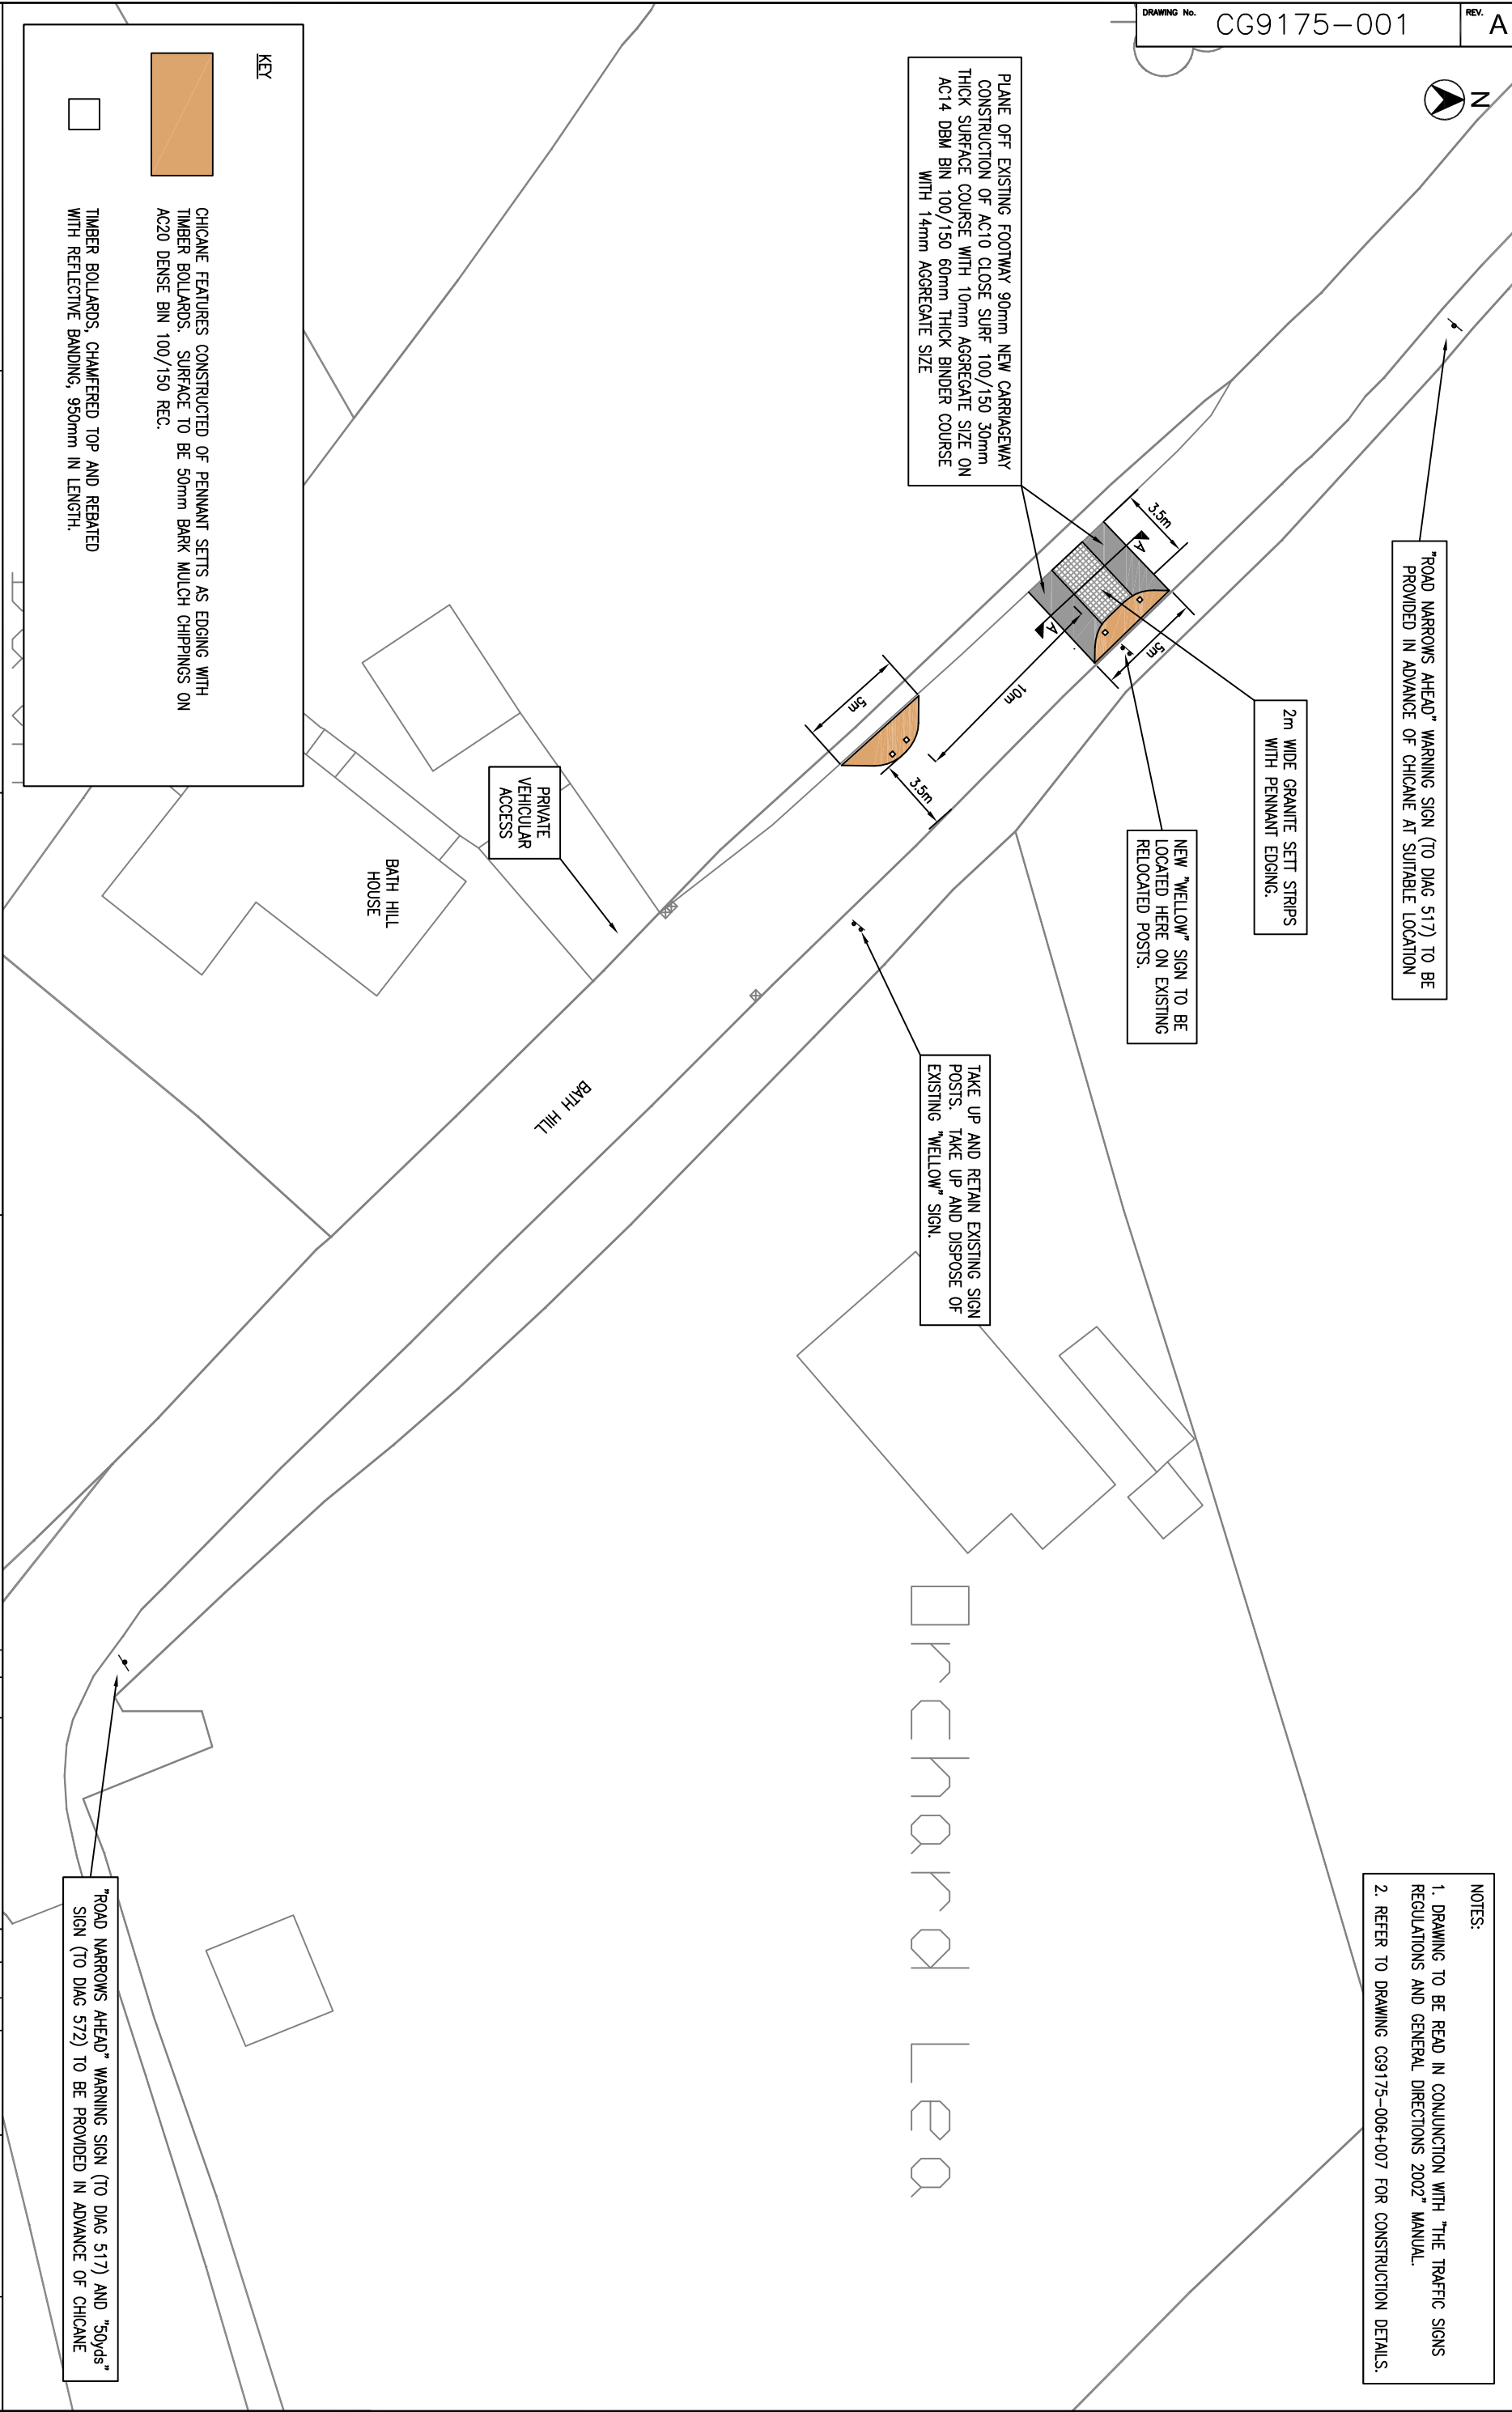 DRAWING No. CG9175-001 REV. A
N
NOTES:
1. DRAWING TO BE READ IN CONJUNCTION WITH "THE TRAFFIC SIGNS
REGULATIONS AND GENERAL DIRECTIONS 2002" MANUAL.
2. REFER TO DRAWING CG9175-006+007 FOR CONSTRUCTION DETAILS.
"ROAD NARROWS AHEAD" WARNING SIGN (TO DIAG 517) TO BE
PROVIDED IN ADVANCE OF CHICANE AT SUITABLE LOCATION
2m WIDE GRANITE SETT STRIPS
WITH PENNANT EDGING.
NEW "WELLOW" SIGN TO BE
LOCATED HERE ON EXISTING
RELOCATED POSTS.
PLANE OFF EXISTING FOOTWAY 90mm NEW CARRIAGEWAY
CONSTRUCTION OF AC10 CLOSE SURF 100/150 30mm
THICK SURFACE COURSE WITH 10mm AGGREGATE SIZE ON
AC14 DBM BIN 100/150 60mm THICK BINDER COURSE
WITH 14mm AGGREGATE SIZE
3.5m
A
A
5m
10m
5m
3.5m
TAKE UP AND RETAIN EXISTING SIGN
POSTS. TAKE UP AND DISPOSE OF
EXISTING "WELLOW" SIGN.
Orchard Lea
PRIVATE
VEHICULAR
ACCESS
BATH HILL
BATH HILL
HOUSE
KEY
CHICANE FEATURES CONSTRUCTED OF PENNANT SETTS AS EDGING WITH
TIMBER BOLLARDS. SURFACE TO BE 50mm BARK MULCH CHIPPINGS ON
AC20 DENSE BIN 100/150 REC.
TIMBER BOLLARDS, CHAMFERED TOP AND REBATED
WITH REFLECTIVE BANDING, 950mm IN LENGTH.
"ROAD NARROWS AHEAD" WARNING SIGN (TO DIAG 517) AND "50yds"
SIGN (TO DIAG 572) TO BE PROVIDED IN ADVANCE OF CHICANE